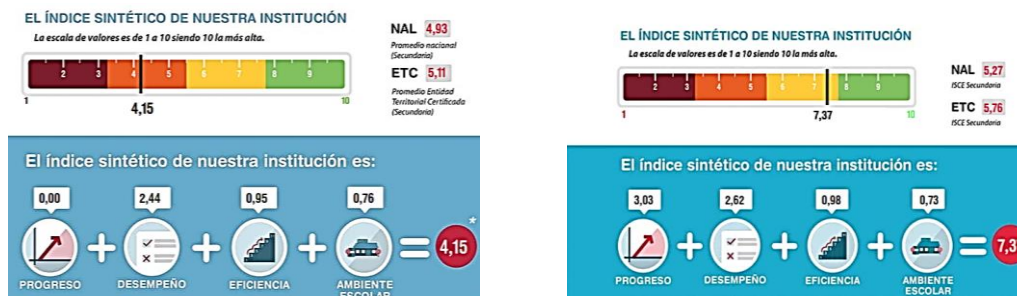 EL ÍNDICE SINTÉTICO DE NUESTRA INSTITUCIÓN
La escala de valores es de 1 a 10 siendo 10 la más alta.
2 3 4 5 6 7 8 9
1 10
4,15
NAL 4,93
Promedio nacional
(Secundaria)
ETC 5,11
Promedio Entidad
Territorial Certificada
(Secundaria)
El índice sintético de nuestra institución es:
0,00 2,44 0,95 0,76
+ + + = 4,15 *
PROGRESO DESEMPEÑO EFICIENCIA AMBIENTE
ESCOLAR
EL ÍNDICE SINTÉTICO DE NUESTRA INSTITUCIÓN
La escala de valores es de 1 a 10 siendo 10 la más alta.
2 3 4 5 6 7 8 9
1 10
7,37
NAL 5,27
ISCE Secundaria
ETC 5,76
ISCE Secundaria
El índice sintético de nuestra institución es:
3,03 2,62 0,98 0,73
+ + + = 7,3
PROGRESO DESEMPEÑO EFICIENCIA AMBIENTE
ESCOLAR